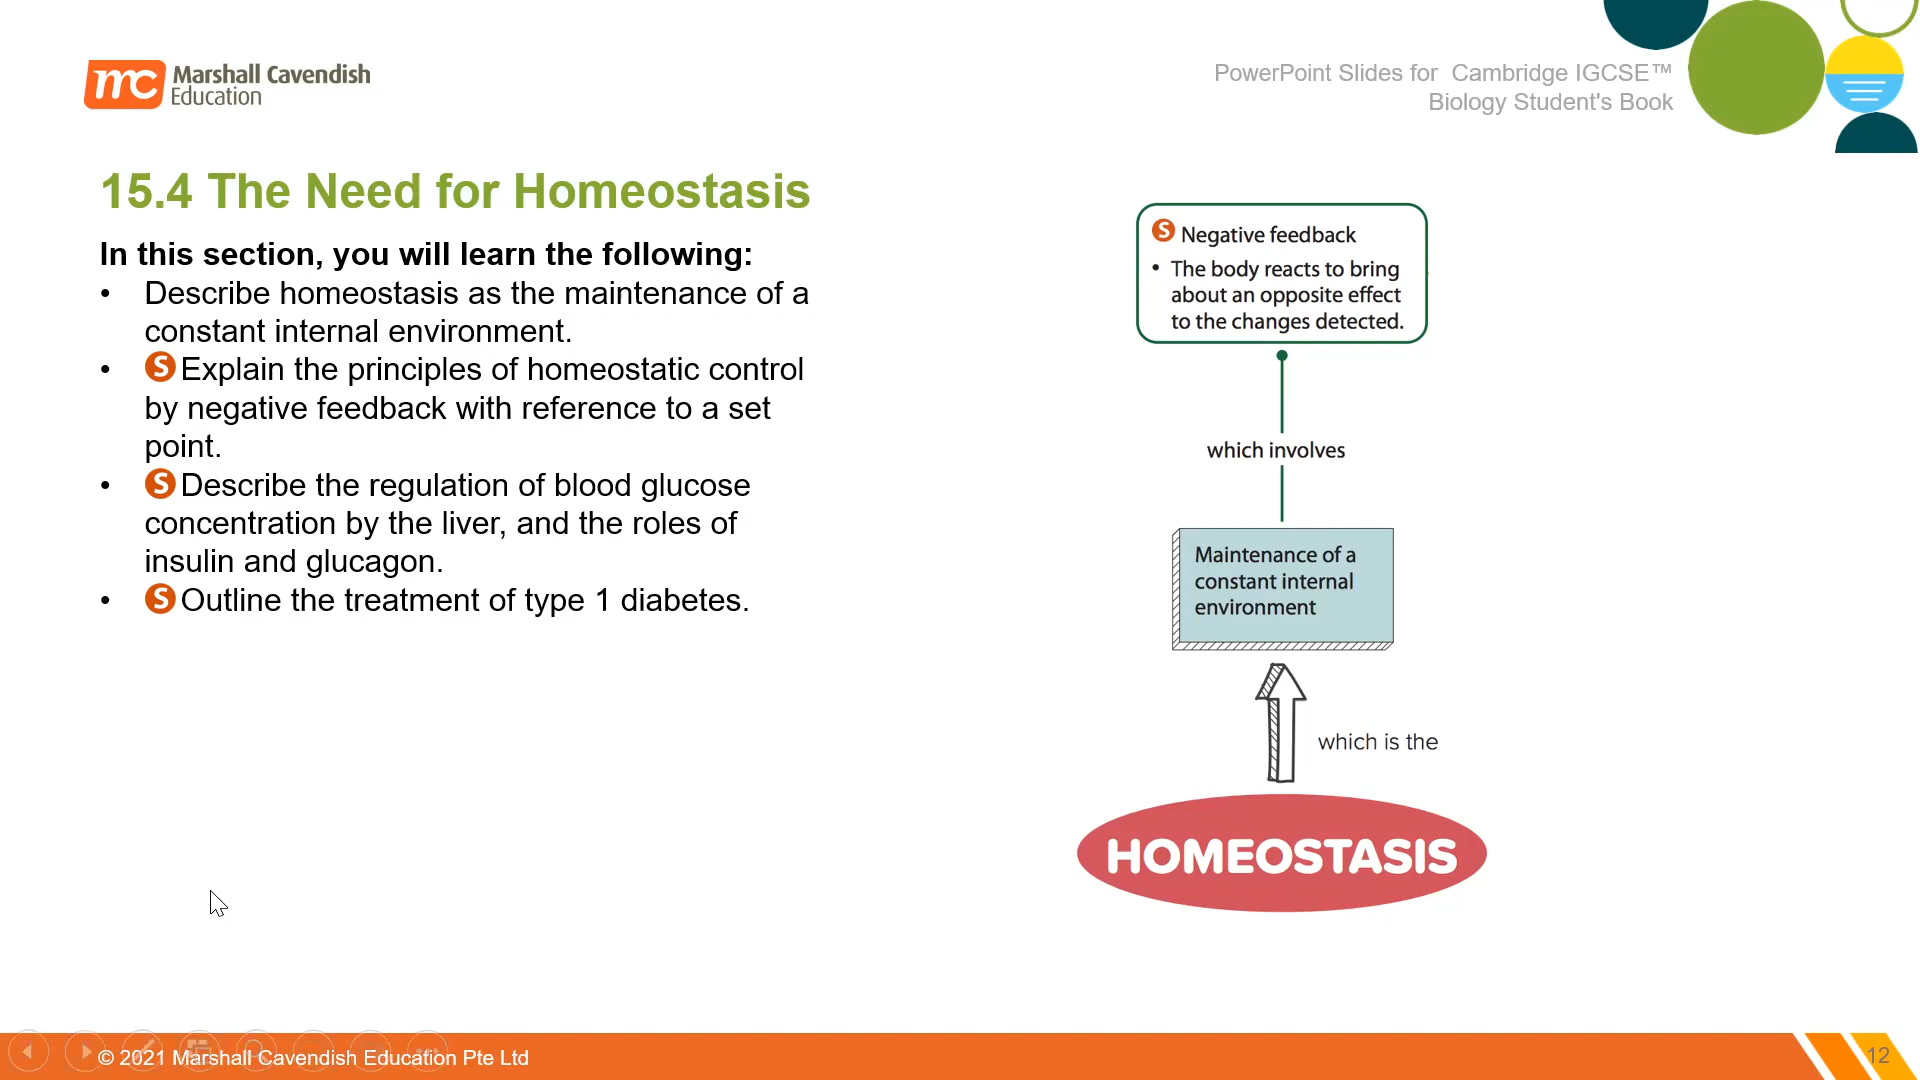 mc Marshall Cavendish
Education
PowerPoint Slides for Cambridge IGCSE™
Biology Student's Book
15.4 The Need for Homeostasis
In this section, you will learn the following:
• Describe homeostasis as the maintenance of a
constant internal environment.
• S Explain the principles of homeostatic control
by negative feedback with reference to a set
point.
• S Describe the regulation of blood glucose
concentration by the liver, and the roles of
insulin and glucagon.
• S Outline the treatment of type 1 diabetes.
S Negative feedback
• The body reacts to bring
about an opposite effect
to the changes detected.
which involves
Maintenance of a
constant internal
environment
which is the
HOMEOSTASIS
© 2021 Marshall Cavendish Education Pte Ltd
12